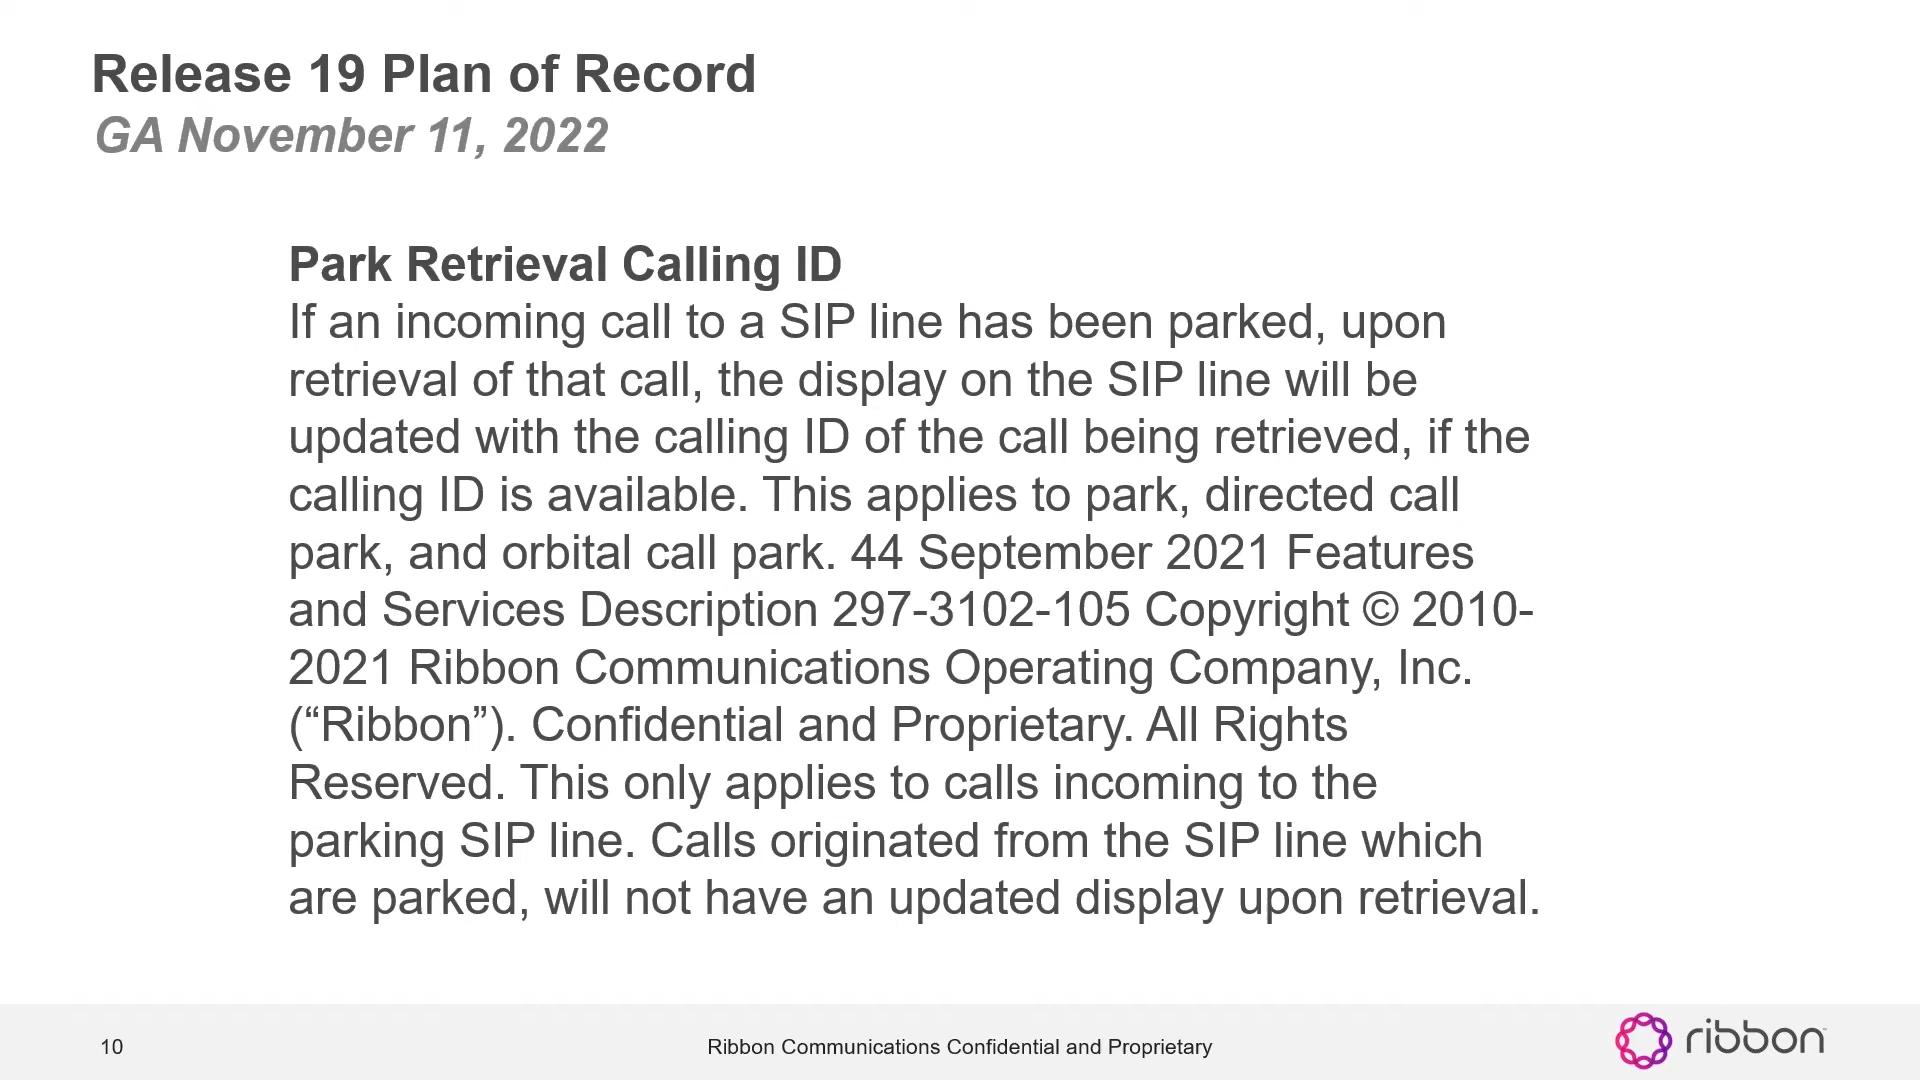 Release 19 Plan of Record
GA November 11, 2022
Park Retrieval Calling ID
If an incoming call to a SIP line has been parked, upon
retrieval of that call, the display on the SIP line will be
updated with the calling ID of the call being retrieved, if the
calling ID is available. This applies to park, directed call
park, and orbital call park. 44 September 2021 Features
and Services Description 297-3102-105 Copyright © 2010-
2021 Ribbon Communications Operating Company, Inc.
(“Ribbon”). Confidential and Proprietary. All Rights
Reserved. This only applies to calls incoming to the
parking SIP line. Calls originated from the SIP line which
are parked, will not have an updated display upon retrieval.
10
Ribbon Communications Confidential and Proprietary
ribbon